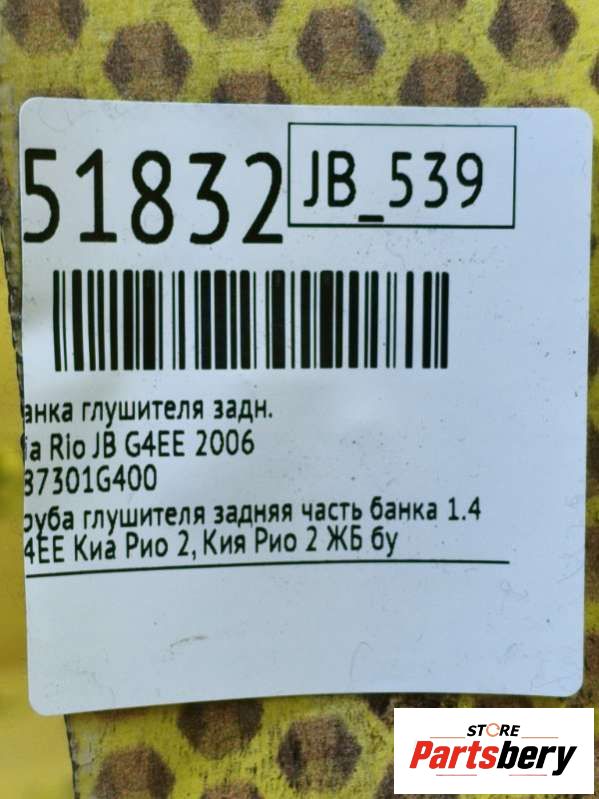 51832
JB_539
анка глушителя задн.
ia Rio JB G4EE 2006
87301G400
руба глушителя задняя часть банка 1.4
4EE Киа Рио 2, Кия Рио 2 ЖБ бу
STORE
Partsbery